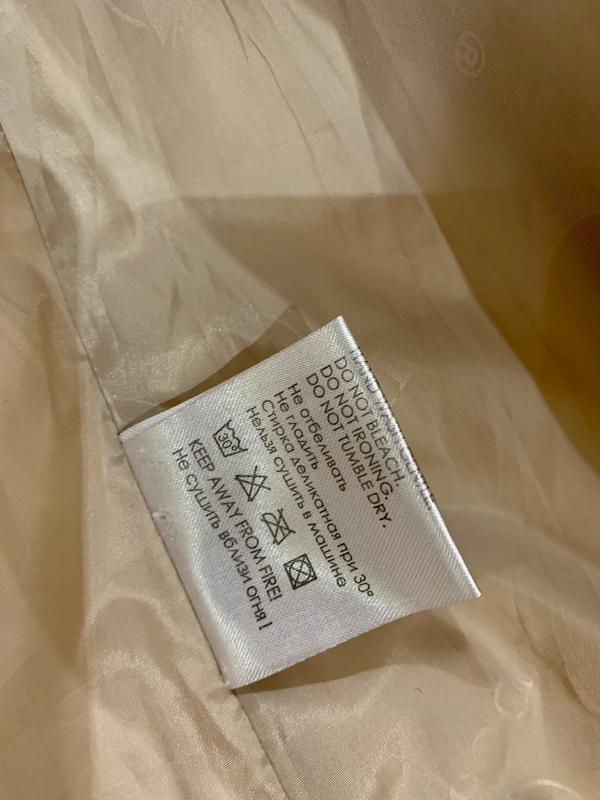 DO NOT BLEACH.
DO NOT IRONING.
DO NOT TUMBLE DRY.
Не отбеливать
Не гладить
Стирка деликатная при 30°
Нельзя сушить в машине
30°
KEEP AWAY FROM FIRE!
Не сушить вблизи огня!